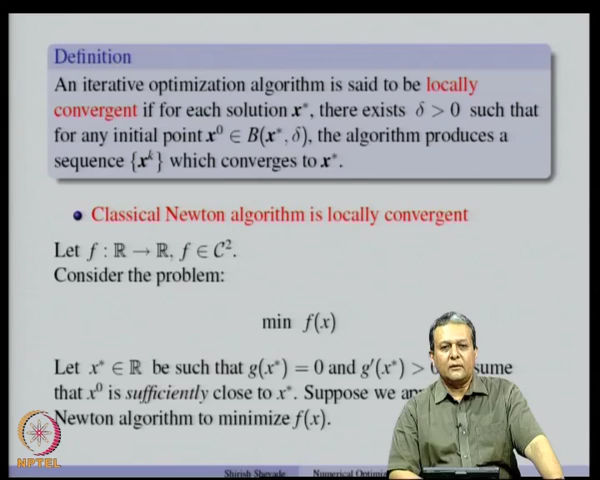 Definition
An iterative optimization algorithm is said to be locally
convergent if for each solution x*, there exists δ > 0 such that
for any initial point x⁰ ∈ B(x*, δ), the algorithm produces a
sequence {xᵏ} which converges to x*.
• Classical Newton algorithm is locally convergent
Let f : ℝ → ℝ, f ∈ C².
Consider the problem:
min f(x)
Let x* ∈ ℝ be such that g(x*) = 0 and g′(x*) >
that x⁰ is sufficiently close to x*. Suppose we
Newton algorithm to minimize f(x).
NPTEL
Shirish Shevade Numerical